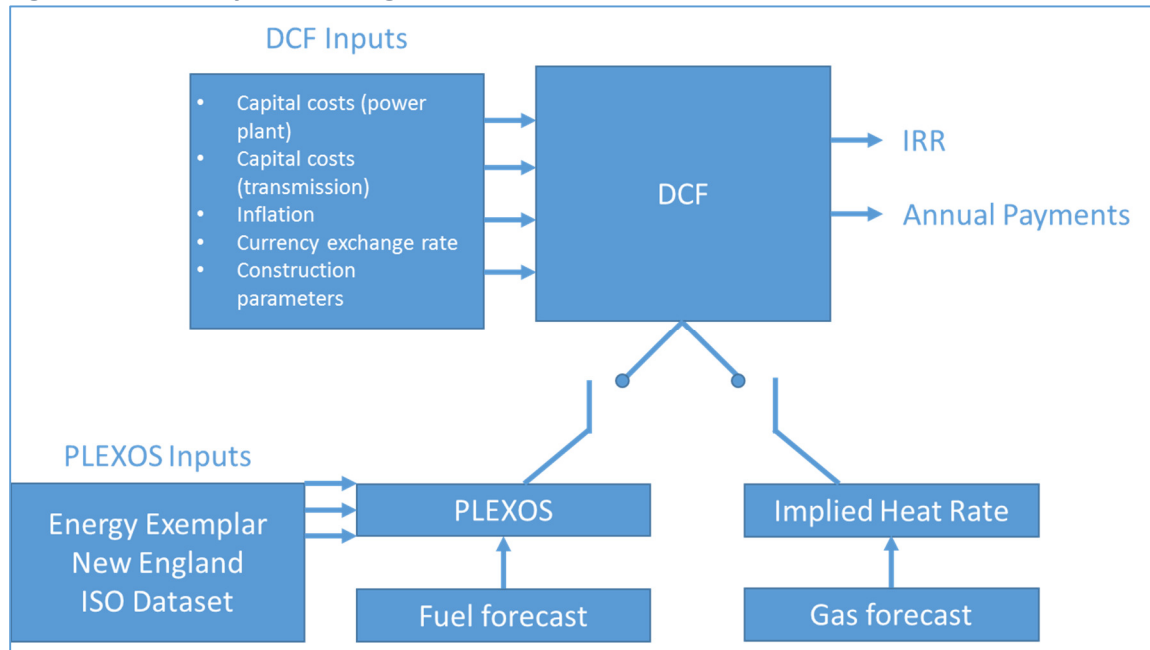 DCF Inputs
• Capital costs (power
plant)
• Capital costs
(transmission)
• Inflation
• Currency exchange rate
• Construction
parameters
DCF
IRR
Annual Payments
PLEXOS Inputs
Energy Exemplar
New England
ISO Dataset
PLEXOS
Implied Heat Rate
Fuel forecast
Gas forecast